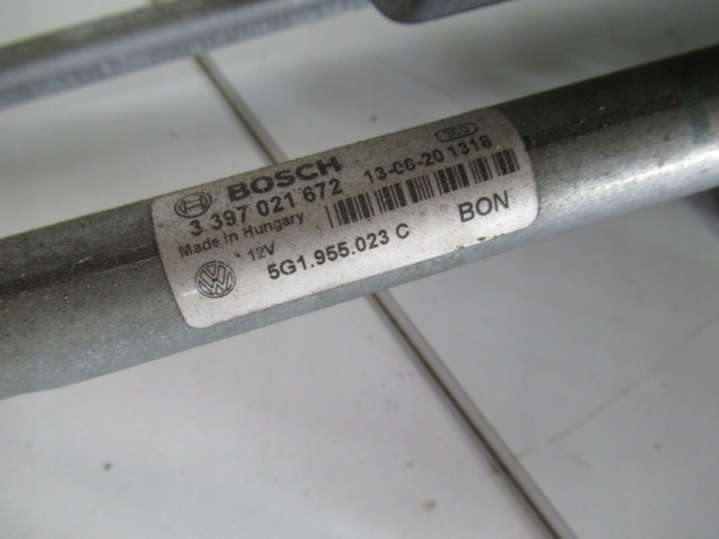 BOSCH
3 397 021 672 13-06-20 1318
Made in Hungary
12V
5G1.955.023 C BON